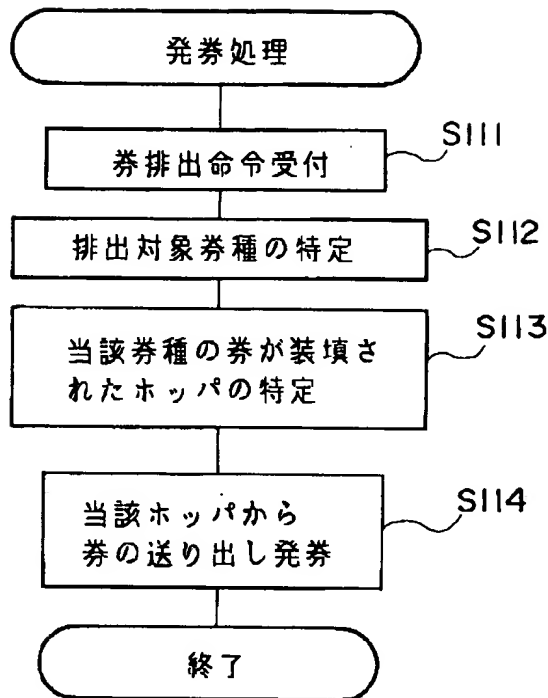 発券処理
券排出命令受付
S111
排出対象券種の特定
S112
当該券種の券が装填さ
れたホッパの特定
S113
当該ホッパから
券の送り出し発券
S114
終了